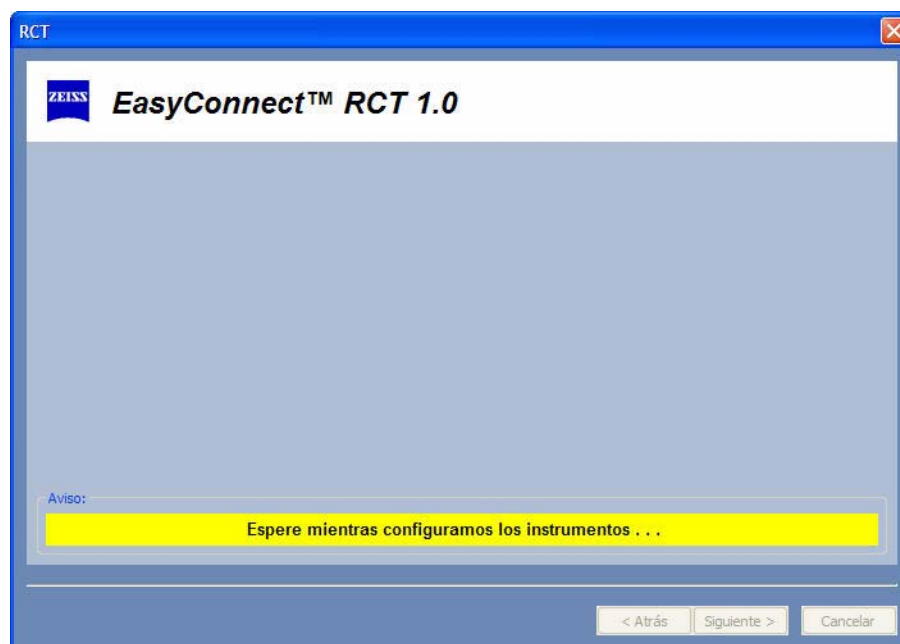 RCT
ZEISS
EasyConnect™ RCT 1.0
Aviso:
Espere mientras configuramos los instrumentos . . .
< Atrás Siguiente > Cancelar